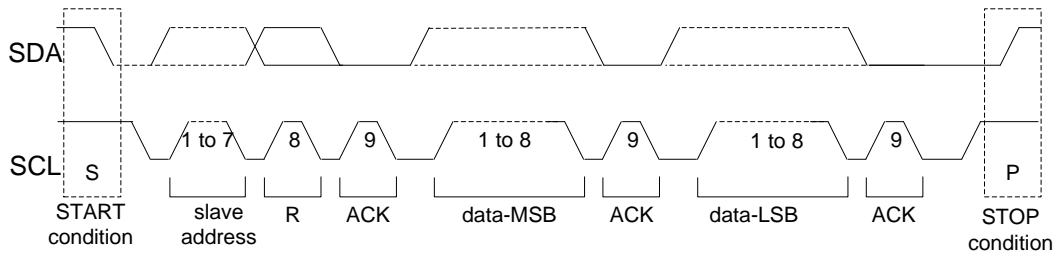 SDA
SCL
1 to 7
8
9
1 to 8
9
1 to 8
9
S
P
START
condition
slave
address
R
ACK
data-MSB
ACK
data-LSB
ACK
STOP
condition